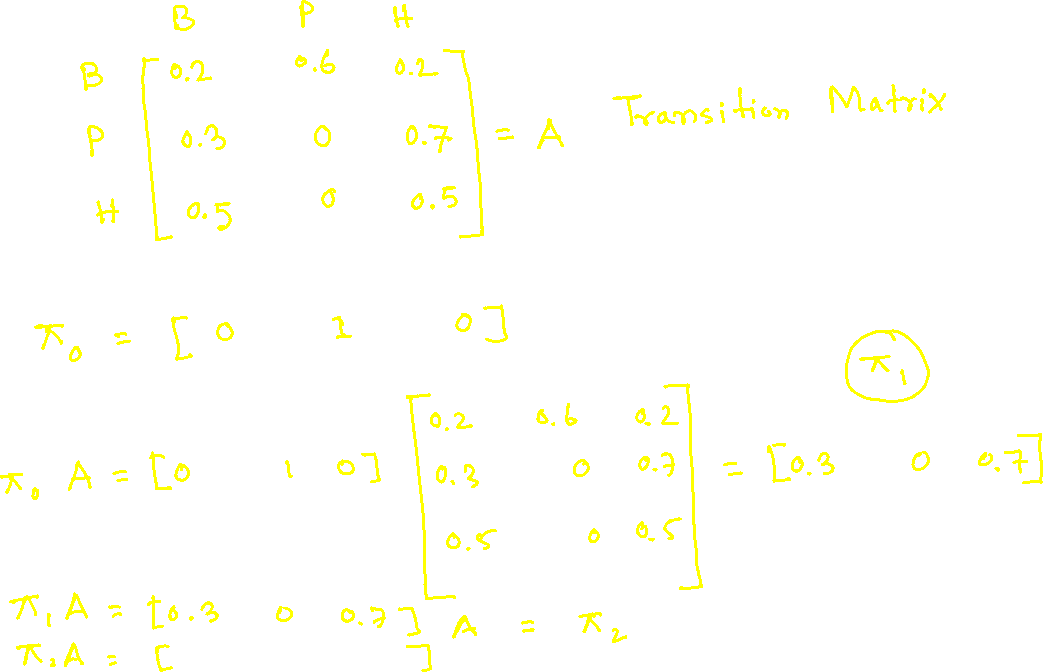 B P H
B [ 0.2 0.6 0.2 ]
P [ 0.3 0 0.7 ] = A Transition Matrix
H [ 0.5 0 0.5 ]
π₀ = [ 0 1 0 ]
π₁
[ 0.2 0.6 0.2 ]
π₀ A = [ 0 1 0 ] [ 0.3 0 0.7 ] = [ 0.3 0 0.7 ]
[ 0.5 0 0.5 ]
π₁ A = [ 0.3 0 0.7 ] A = π₂
π₂ A = [ ]